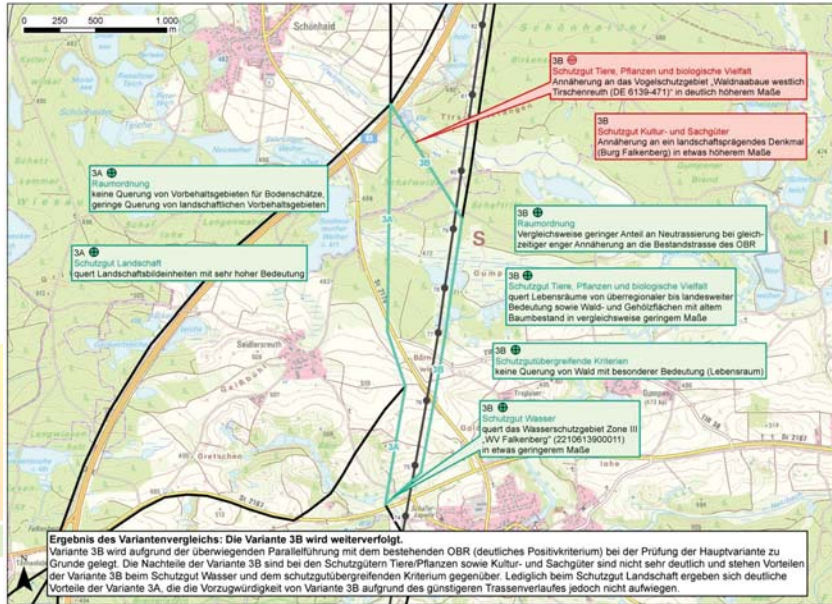 0 250 500 1.000
m
Schönhaid
3B ⊖
Schutzgut Tiere, Pflanzen und biologische Vielfalt
Annäherung an das Vogelschutzgebiet „Waldnaabaue westlich
Tirschenreuth (DE 6139-471)“ in deutlich höherem Maße
3B
Schutzgut Kultur- und Sachgüter
Annäherung an ein landschaftsprägendes Denkmal
(Burg Falkenberg) in etwas höherem Maße
3A ⊕
Raumordnung
keine Querung von Vorbehaltsgebieten für Bodenschätze,
geringe Querung von landschaftlichen Vorbehaltsgebieten
3B
3A
3B ⊕
Raumordnung
Vergleichsweise geringer Anteil an Neutrassierung bei gleich-
zeitiger enger Annäherung an die Bestandstrasse des OBR
3A ⊕
Schutzgut Landschaft
quert Landschaftsbildeinheiten mit sehr hoher Bedeutung
S
3B ⊕
Schutzgut Tiere, Pflanzen und biologische Vielfalt
quert Lebensräume von überregionaler bis landesweiter
Bedeutung sowie Wald- und Gehölzflächen mit altem
Baumbestand in vergleichsweise geringem Maße
Seidlersreuth
3B ⊕
Schutzgutübergreifende Kriterien
keine Querung von Wald mit besonderer Bedeutung (Lebensraum)
3B
Gumpen
3B ⊕
Schutzgut Wasser
quert das Wasserschutzgebiet Zone III
„WV Falkenberg“ (2210613900011)
in etwas geringerem Maße
3A
Gretschen
St 2167
Ergebnis des Variantenvergleichs: Die Variante 3B wird weiterverfolgt.
Variante 3B wird aufgrund der überwiegenden Parallelführung mit dem bestehenden OBR (deutliches Positivkriterium) bei der Prüfung der Hauptvariante zu
Grunde gelegt. Die Nachteile der Variante 3B sind bei den Schutzgütern Tiere/Pflanzen sowie Kultur- und Sachgüter sind nicht sehr deutlich und stehen Vorteilen
der Variante 3B beim Schutzgut Wasser und dem schutzgutübergreifenden Kriterium gegenüber. Lediglich beim Schutzgut Landschaft ergeben sich deutliche
Vorteile der Variante 3A, die die Vorzugwürdigkeit von Variante 3B aufgrund des günstigeren Trassenverlaufes jedoch nicht aufwiegen.